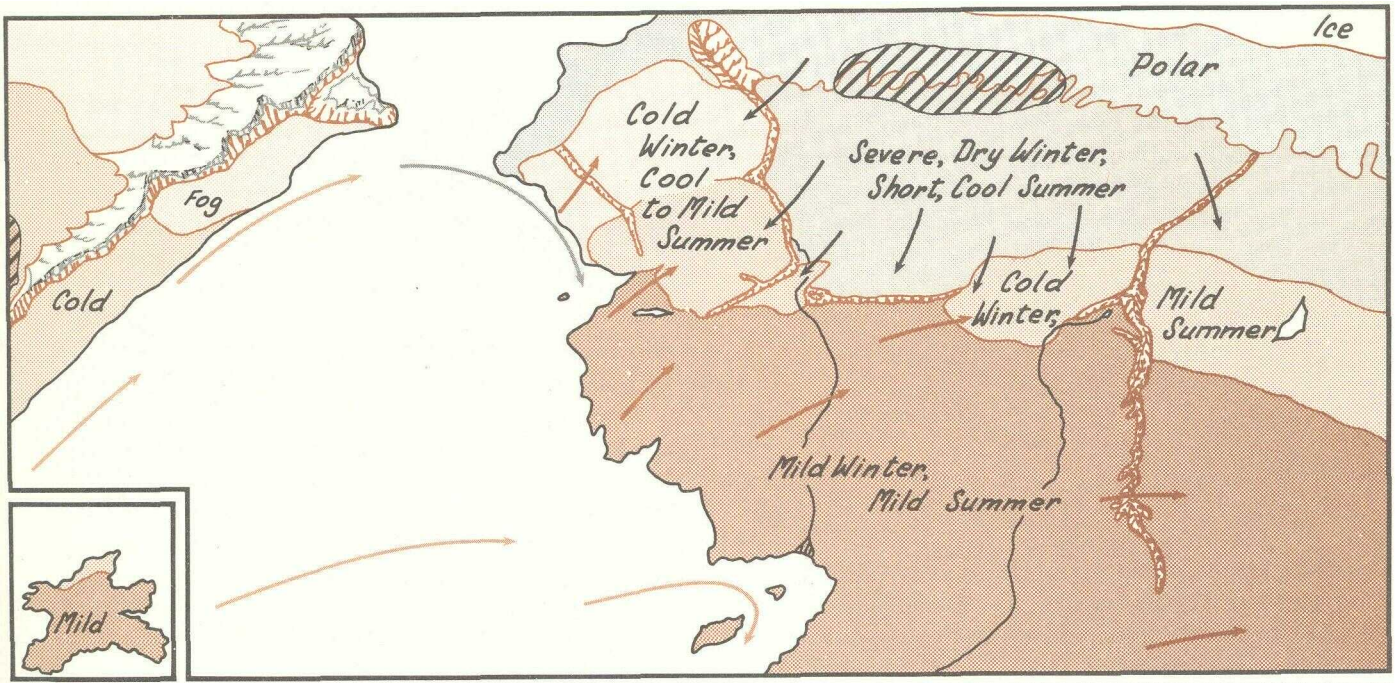 Ice
Polar
Cold
Winter,
Cool
to Mild
Summer
Severe, Dry Winter,
Short, Cool Summer
Fog
Cold
Cold
Winter,
Mild
Summer
Mild Winter,
Mild Summer
Mild